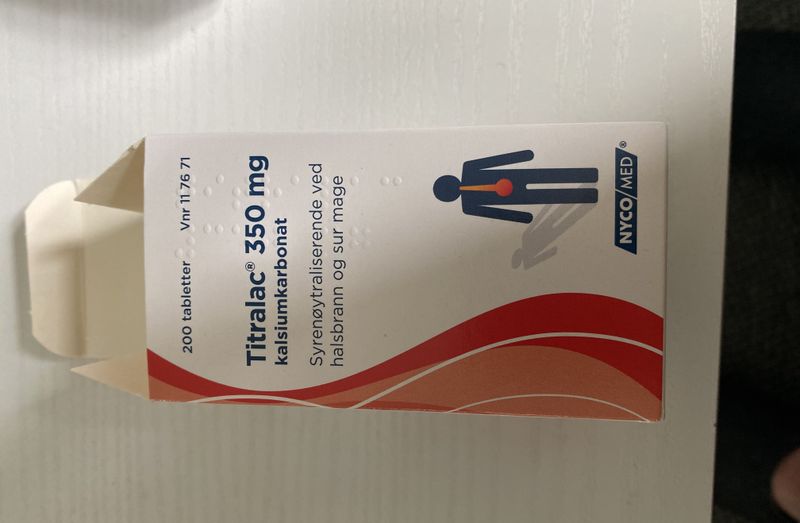 200 tabletter Vnr 11 76 71
Titralac® 350 mg
kalsiumkarbonat
Syrenøytraliserende ved
halsbrann og sur mage
NYCO/MED®